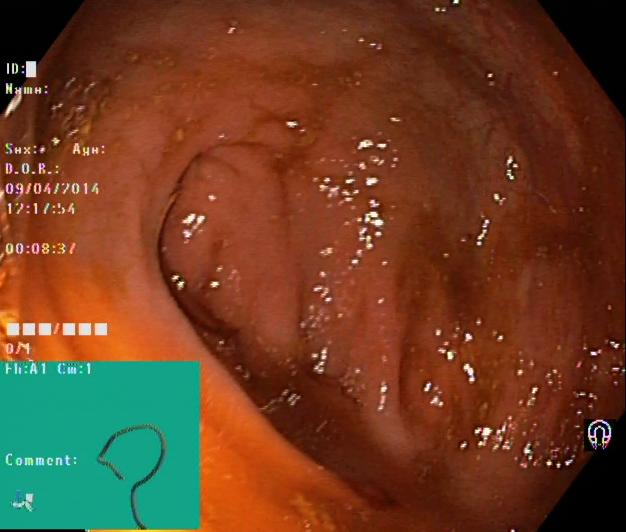 ID:
Name:
Sex: Age:
D.O.B.:
09/04/2014
12:17:54
00:08:37
0/1
Eh:A1 Cm:1
Comment: